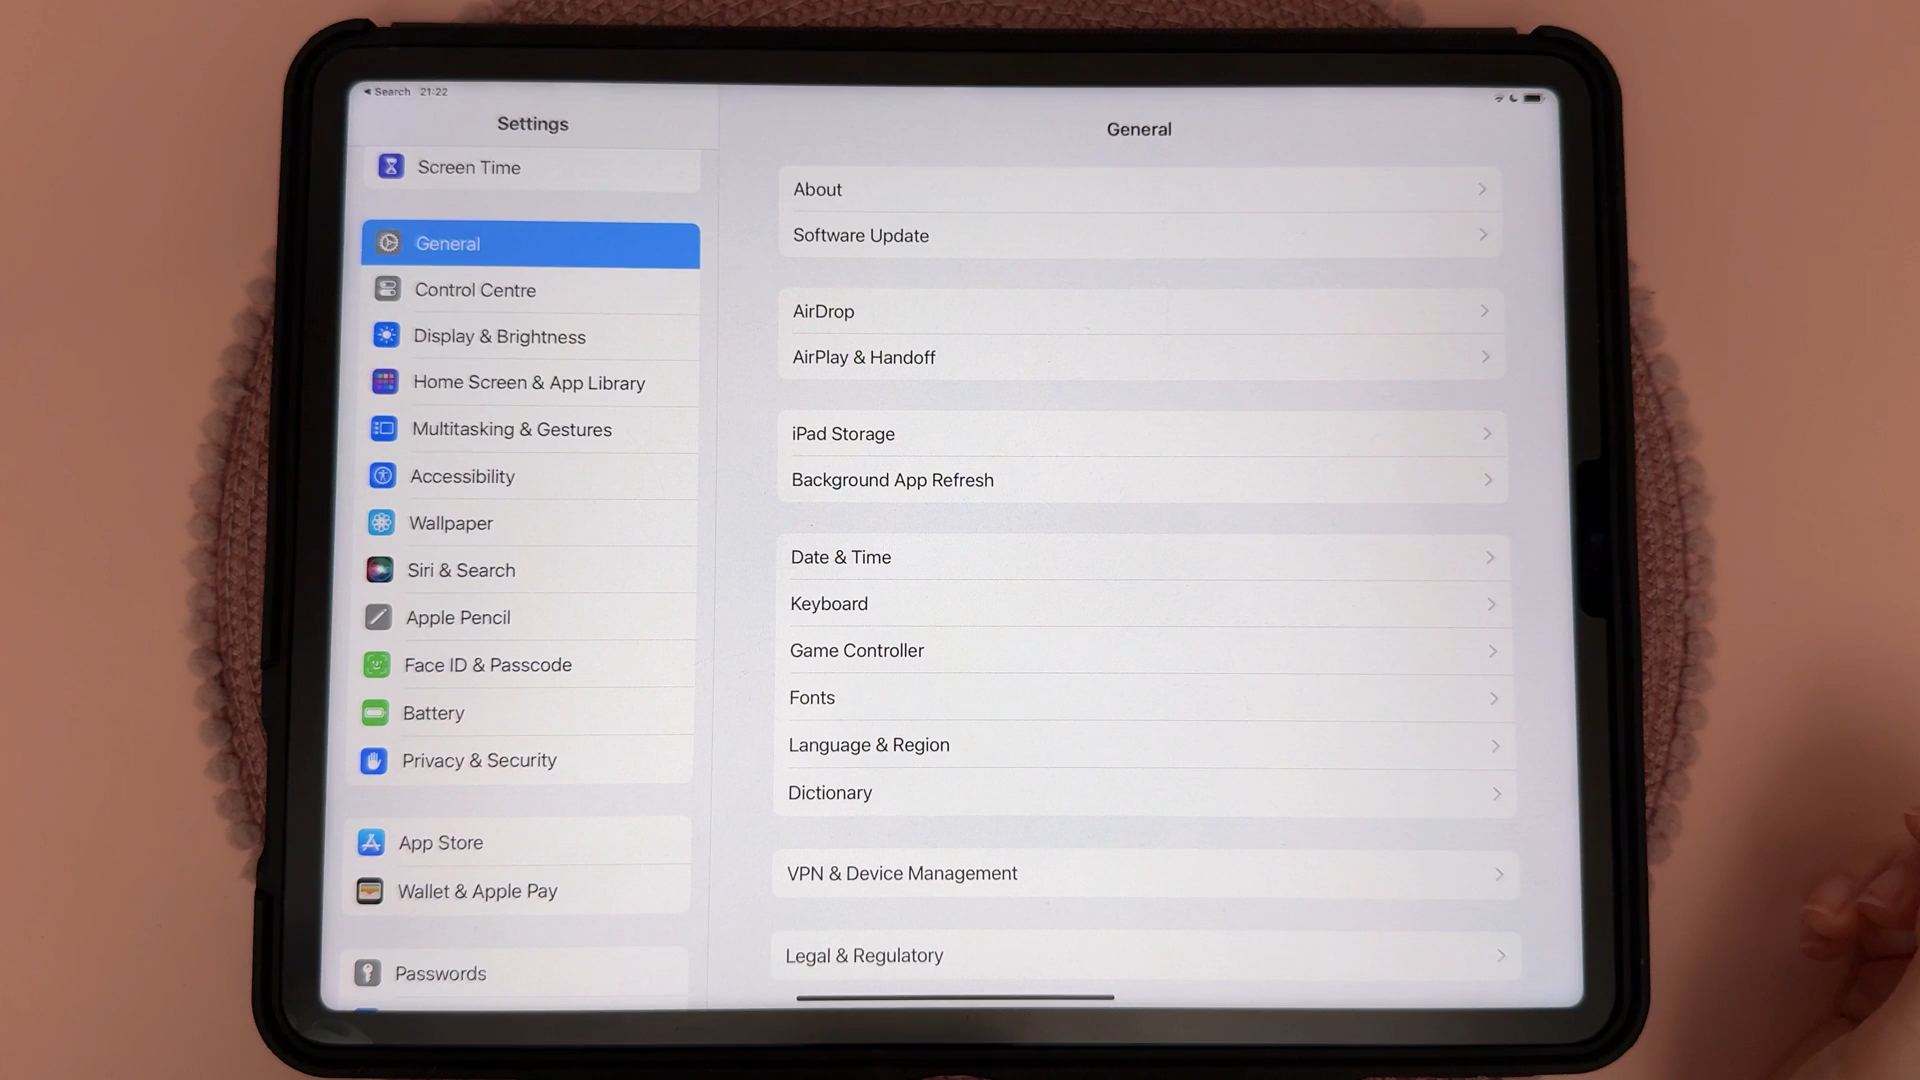 Search 21:22
Settings
Screen Time
General
Control Centre
Display & Brightness
Home Screen & App Library
Multitasking & Gestures
Accessibility
Wallpaper
Siri & Search
Apple Pencil
Face ID & Passcode
Battery
Privacy & Security
App Store
Wallet & Apple Pay
Passwords
General
About
Software Update
AirDrop
AirPlay & Handoff
iPad Storage
Background App Refresh
Date & Time
Keyboard
Game Controller
Fonts
Language & Region
Dictionary
VPN & Device Management
Legal & Regulatory